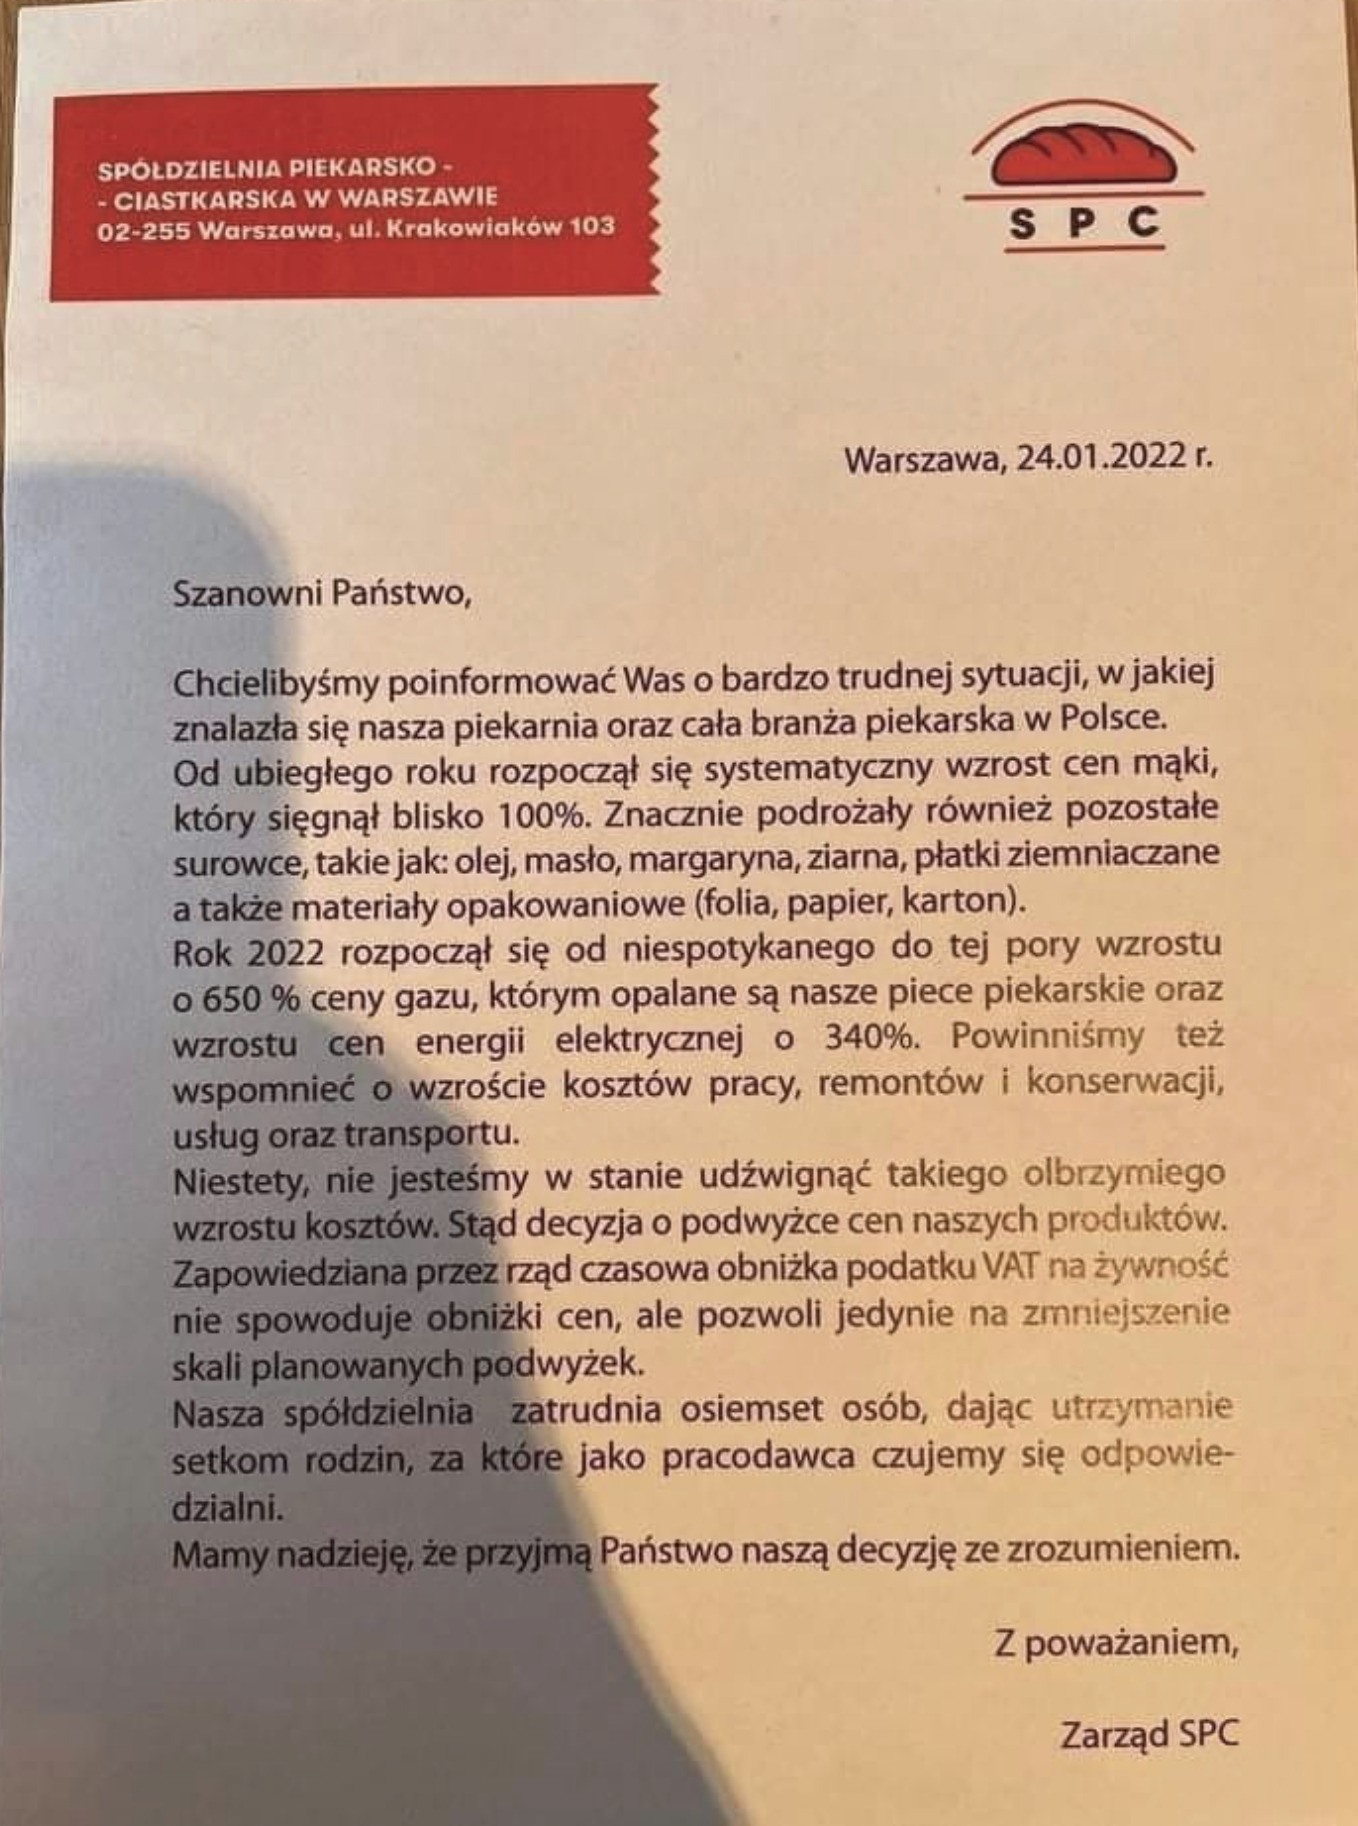 SPÓŁDZIELNIA PIEKARSKO -
- CIASTKARSKA W WARSZAWIE
02-255 Warszawa, ul. Krakowiaków 103
S P C
Warszawa, 24.01.2022 r.
Szanowni Państwo,
Chcielibyśmy poinformować Was o bardzo trudnej sytuacji, w jakiej
znalazła się nasza piekarnia oraz cała branża piekarska w Polsce.
Od ubiegłego roku rozpoczął się systematyczny wzrost cen mąki,
który sięgnął blisko 100%. Znacznie podrożały również pozostałe
surowce, takie jak: olej, masło, margaryna, ziarna, płatki ziemniaczane
a także materiały opakowaniowe (folia, papier, karton).
Rok 2022 rozpoczął się od niespotykanego do tej pory wzrostu
o 650 % ceny gazu, którym opalane są nasze piece piekarskie oraz
wzrostu cen energii elektrycznej o 340%. Powinniśmy też
wspomnieć o wzroście kosztów pracy, remontów i konserwacji,
usług oraz transportu.
Niestety, nie jesteśmy w stanie udźwignąć takiego olbrzymiego
wzrostu kosztów. Stąd decyzja o podwyżce cen naszych produktów.
Zapowiedziana przez rząd czasowa obniżka podatku VAT na żywność
nie spowoduje obniżki cen, ale pozwoli jedynie na zmniejszenie
skali planowanych podwyżek.
Nasza spółdzielnia zatrudnia osiemset osób, dając utrzymanie
setkom rodzin, za które jako pracodawca czujemy się odpowie-
dzialni.
Mamy nadzieję, że przyjmą Państwo naszą decyzję ze zrozumieniem.
Z poważaniem,
Zarząd SPC